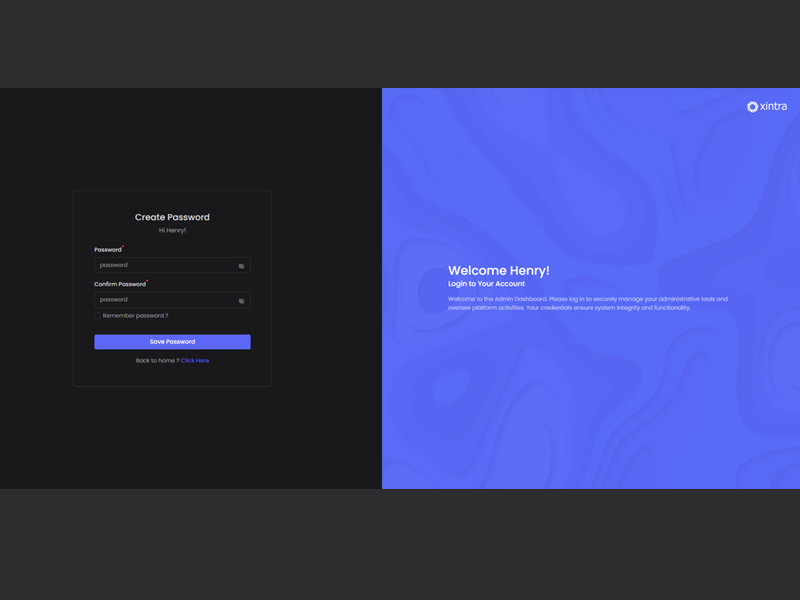 xintra
Create Password
Hi Henry!
Password*
password
Confirm Password*
password
Remember password ?
Save Password
Back to home ? Click Here
Welcome Henry!
Login to Your Account
Welcome to the Admin Dashboard. Please log in to securely manage your administrative tools and
oversee platform activities. Your credentials ensure system integrity and functionality.